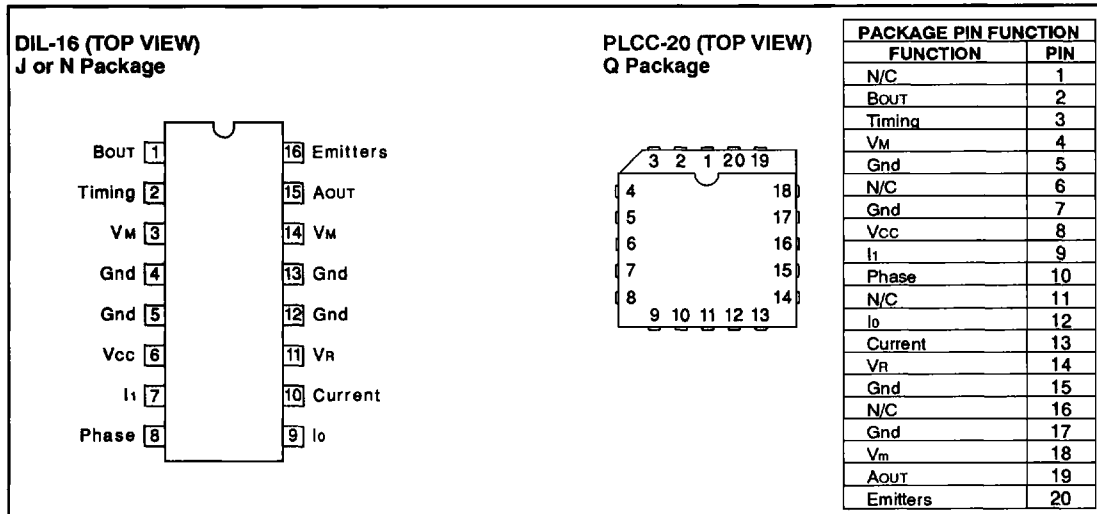 DIL-16 (TOP VIEW)
J or N Package
BOUT 1
Timing 2
VM 3
Gnd 4
Gnd 5
Vcc 6
I1 7
Phase 8
16 Emitters
15 AOUT
14 VM
13 Gnd
12 Gnd
11 VR
10 Current
9 I0
PLCC-20 (TOP VIEW)
Q Package
3 2 1 20 19
4 18
5 17
6 16
7 15
8 14
9 10 11 12 13
PACKAGE PIN FUNCTION
FUNCTION PIN
N/C 1
BOUT 2
Timing 3
VM 4
Gnd 5
N/C 6
Gnd 7
Vcc 8
I1 9
Phase 10
N/C 11
I0 12
Current 13
VR 14
Gnd 15
N/C 16
Gnd 17
Vm 18
AOUT 19
Emitters 20